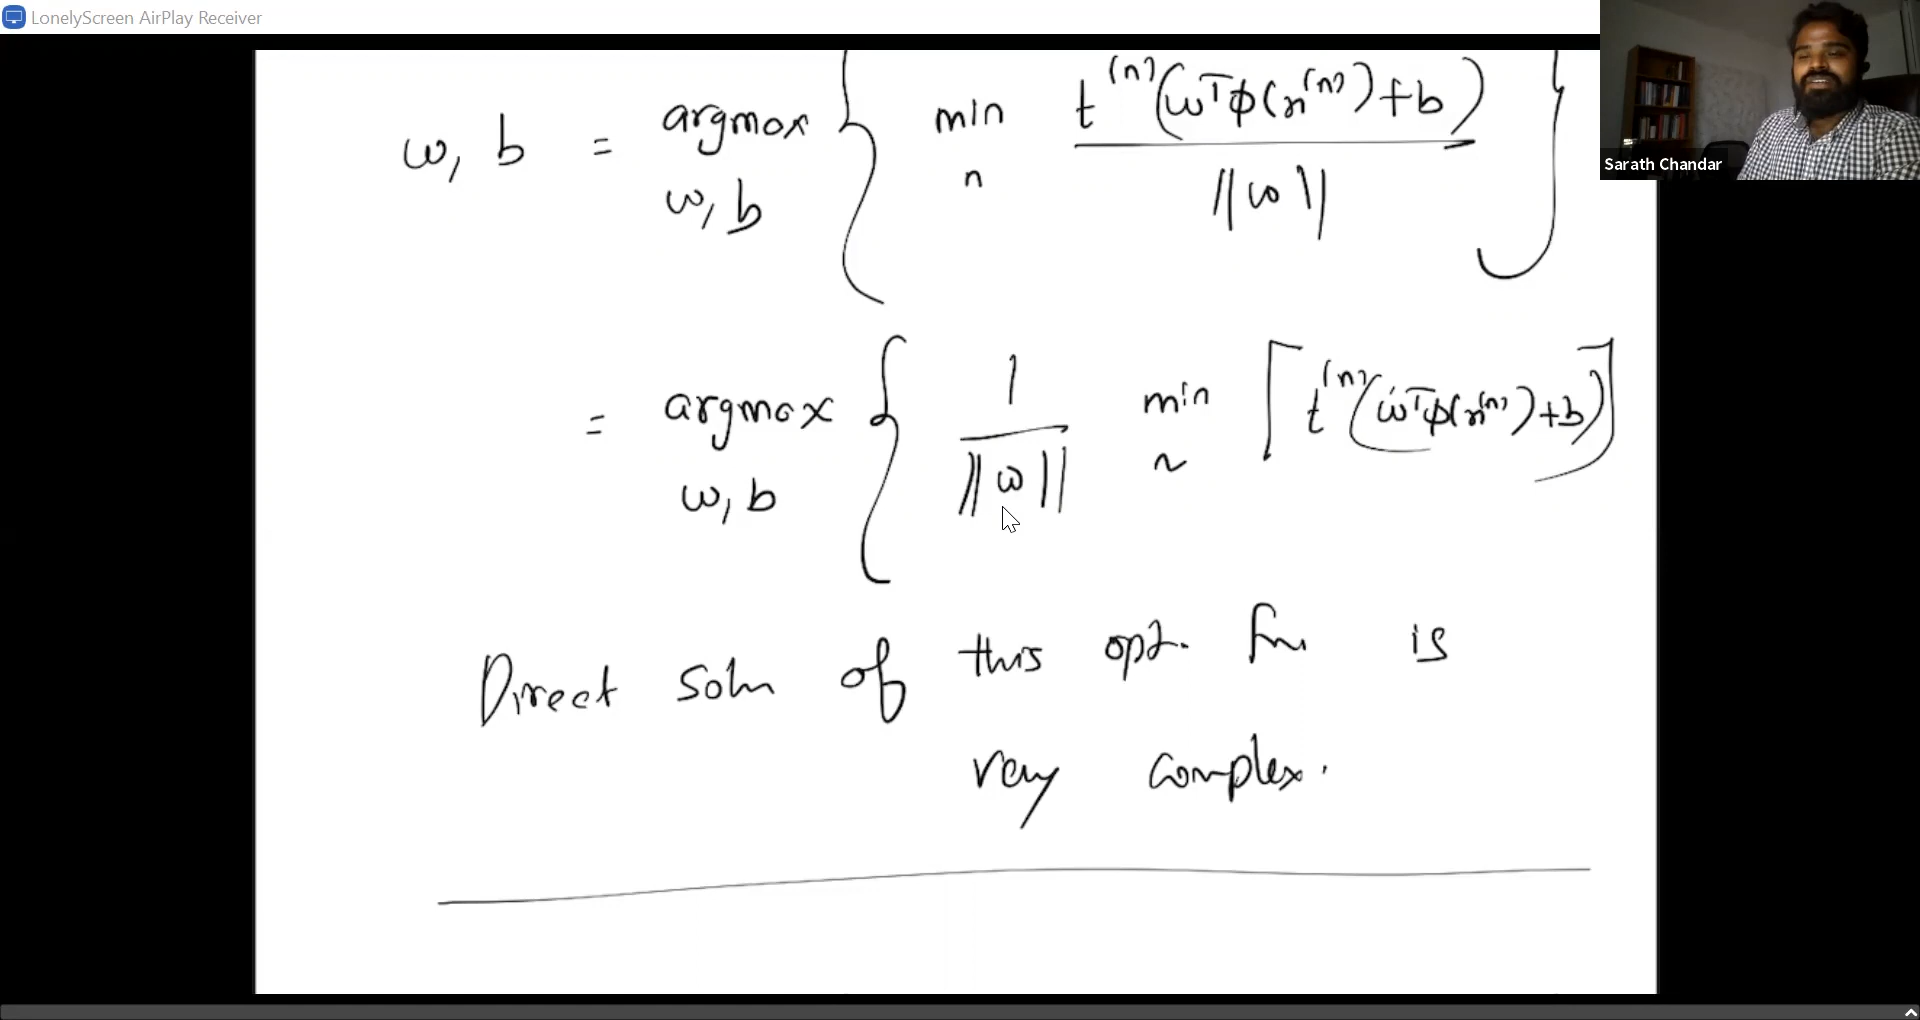 LonelyScreen AirPlay Receiver
Sarath Chandar
w, b = argmax w, b { min n t^(n)(w^T φ(x^(n)) + b) / ||w|| }
= argmax w, b { 1 / ||w|| min n [ t^(n)(w^T φ(x^(n)) + b) ]
Direct soln of this opt. fn is
very complex.